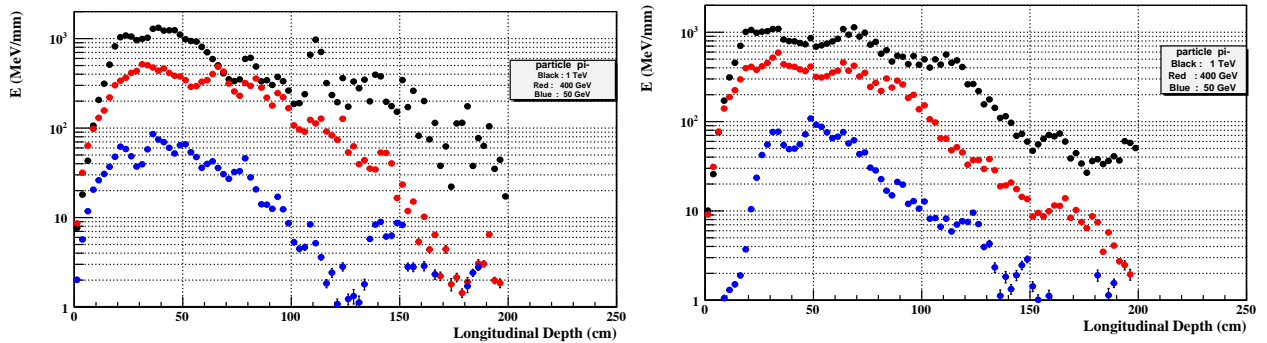 E (MeV/mm)
10³
10²
10
1
0 50 100 150 200 250
Longitudinal Depth (cm)
particle pi-
Black : 1 TeV
Red : 400 GeV
Blue : 50 GeV
E (MeV/mm)
10³
10²
10
1
0 50 100 150 200 250
Longitudinal Depth (cm)
particle pi-
Black : 1 TeV
Red : 400 GeV
Blue : 50 GeV